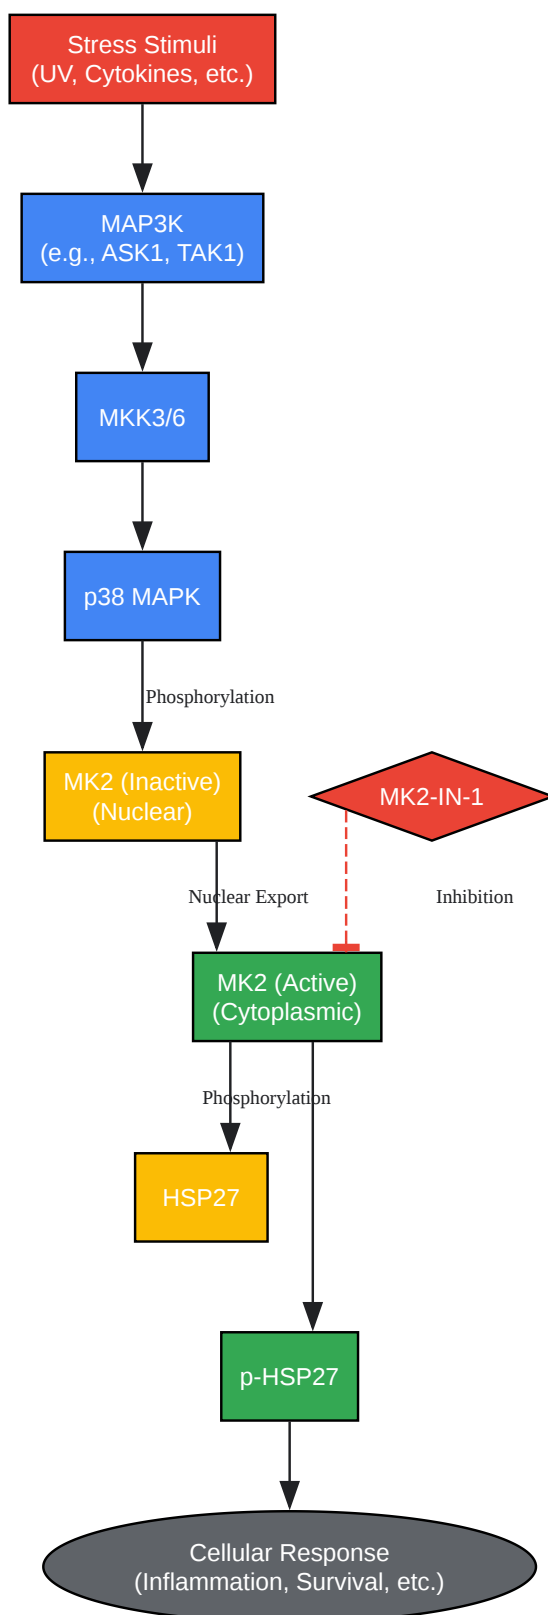 Stress Stimuli
(UV, Cytokines, etc.)
MAP3K
(e.g., ASK1, TAK1)
MKK3/6
p38 MAPK
Phosphorylation
MK2 (Inactive)
(Nuclear)
MK2-IN-1
Nuclear Export
Inhibition
MK2 (Active)
(Cytoplasmic)
Phosphorylation
HSP27
p-HSP27
Cellular Response
(Inflammation, Survival, etc.)